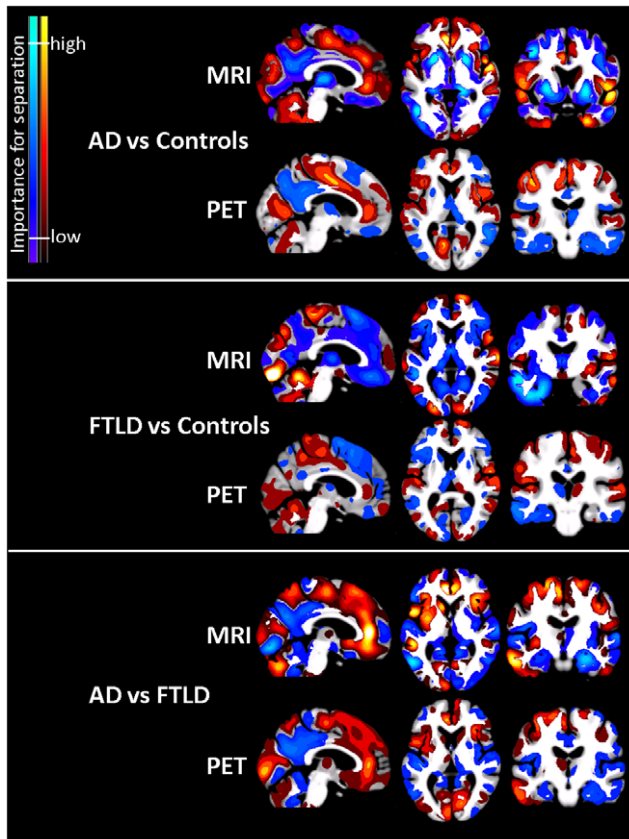 Importance for separation
high
low
MRI
AD vs Controls
PET
MRI
FTLD vs Controls
PET
MRI
AD vs FTLD
PET